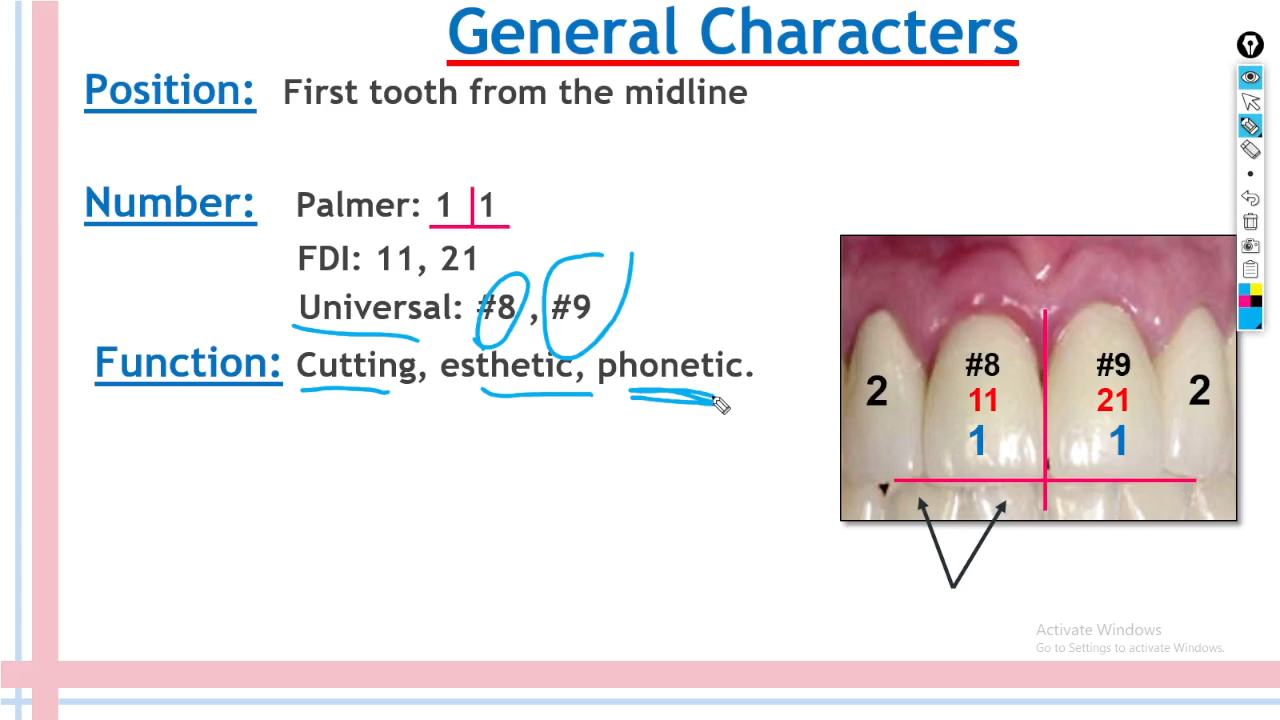 General Characters
Position: First tooth from the midline
Number: Palmer: 1 1
FDI: 11, 21
Universal: #8 , #9
Function: Cutting, esthetic, phonetic.
#8 #9
11 21
2 1 1 2
Activate Windows
Go to Settings to activate Windows.